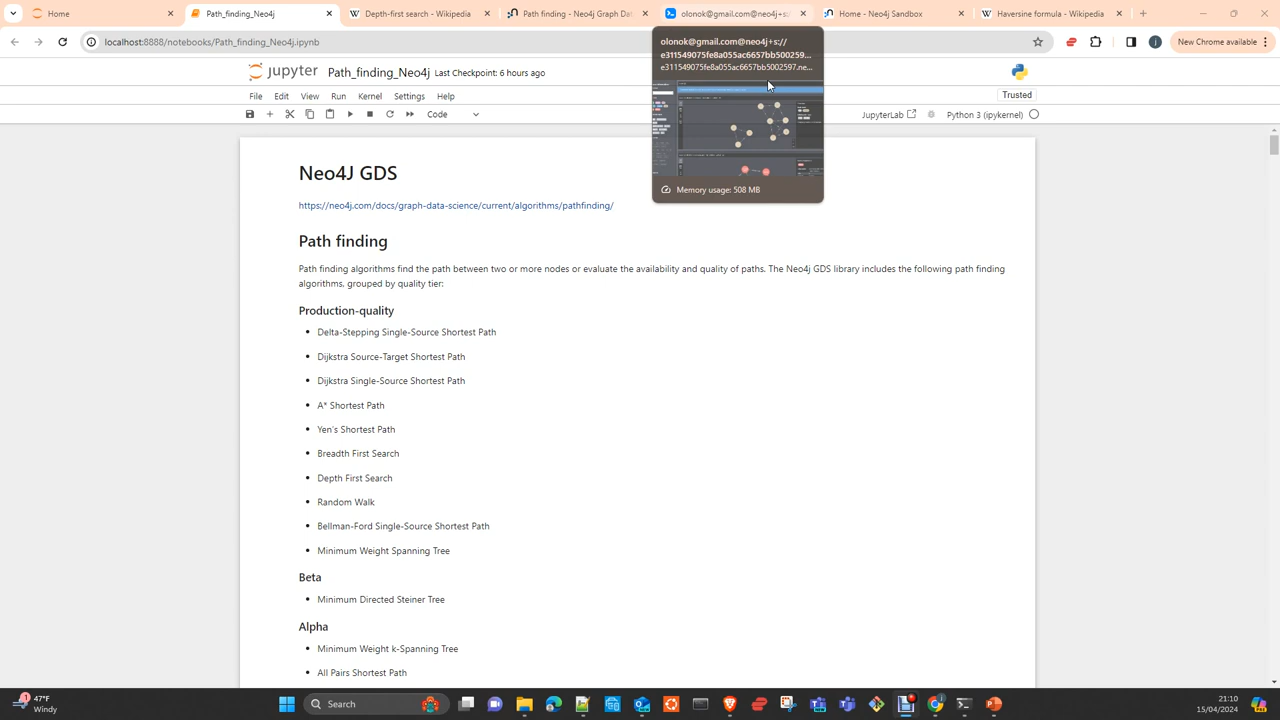 Home
Path_finding_Neo4j
Depth-first search - Wikipedia
Path finding - Neo4j Graph Dat
olonok@gmail.com@neo4j+s:/
Home - Neo4j Sandbox
Haversine formula - Wikipedia
localhost:8888/notebooks/Path_finding_Neo4j.ipynb
New Chrome available
olonok@gmail.com@neo4j+s://
e311549075fe8a055ac6657bb500259...
e311549075fe8a055ac6657bb5002597.ne...
Memory usage: 508 MB
jupyter Path_finding_Neo4j Last Checkpoint: 6 hours ago
File Edit View Run Kernel Settings Help
Trusted
Code
JupyterLab
Python 3 (ipykernel)
Neo4J GDS
https://neo4j.com/docs/graph-data-science/current/algorithms/pathfinding/
Path finding
Path finding algorithms find the path between two or more nodes or evaluate the availability and quality of paths. The Neo4j GDS library includes the following path finding
algorithms, grouped by quality tier:
Production-quality
• Delta-Stepping Single-Source Shortest Path
• Dijkstra Source-Target Shortest Path
• Dijkstra Single-Source Shortest Path
• A* Shortest Path
• Yen's Shortest Path
• Breadth First Search
• Depth First Search
• Random Walk
• Bellman-Ford Single-Source Shortest Path
• Minimum Weight Spanning Tree
Beta
• Minimum Directed Steiner Tree
Alpha
• Minimum Weight k-Spanning Tree
• All Pairs Shortest Path
1
47°F
Windy
Search
21:10
15/04/2024